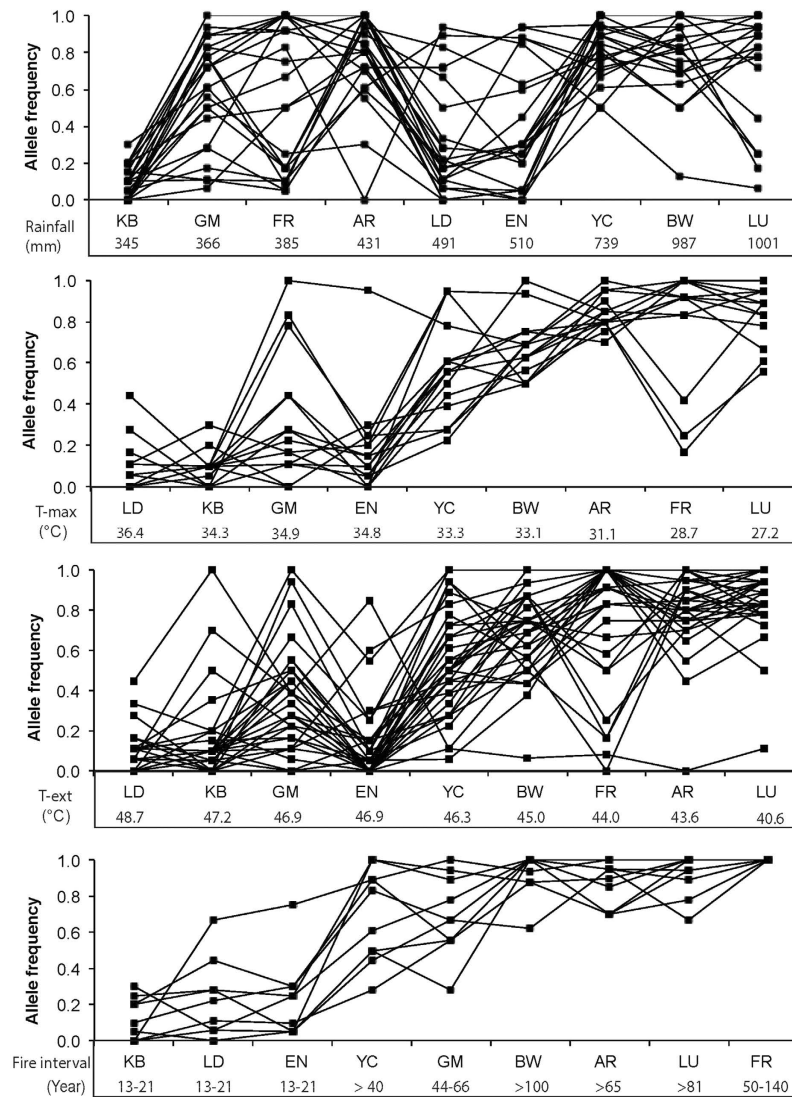 Allele frequency
1.0
0.8
0.6
0.4
0.2
0.0
KB GM FR AR LD EN YC BW LU
Rainfall (mm) 345 366 385 431 491 510 739 987 1001
Allele frequncy
1.0
0.8
0.6
0.4
0.2
0.0
LD KB GM EN YC BW AR FR LU
T-max (°C) 36.4 34.3 34.9 34.8 33.3 33.1 31.1 28.7 27.2
Allele frequency
1.0
0.8
0.6
0.4
0.2
0.0
LD KB GM EN YC BW FR AR LU
T-ext (°C) 48.7 47.2 46.9 46.9 46.3 45.0 44.0 43.6 40.6
Allele frequency
1.0
0.8
0.6
0.4
0.2
0.0
Fire interval KB LD EN YC GM BW AR LU FR
(Year) 13-21 13-21 13-21 > 40 44-66 >100 >65 >81 50-140